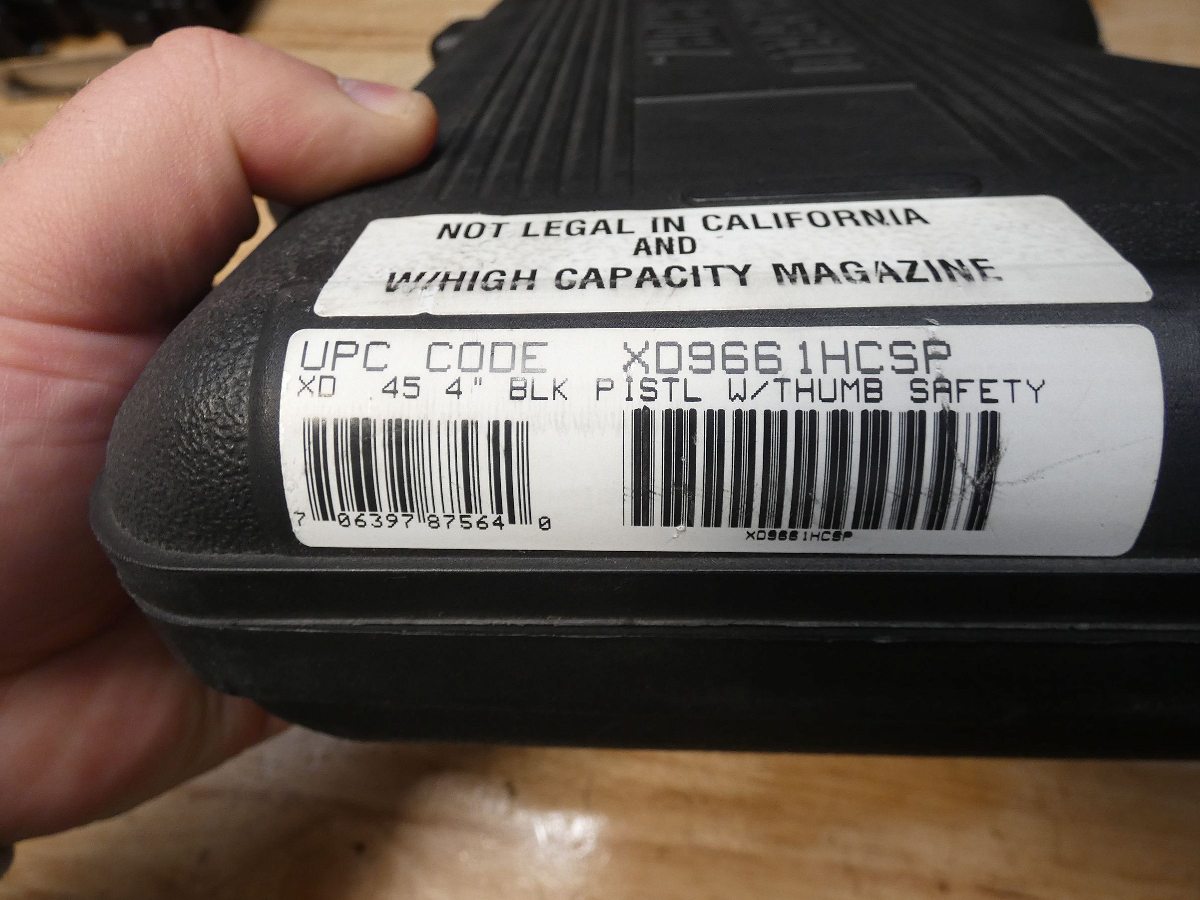 NOT LEGAL IN CALIFORNIA
AND
W/HIGH CAPACITY MAGAZINE
UPC CODE XD9661HCSP
XD 45 4" BLK PISTL W/THUMB SAFETY
7 06397 87564 0
XD9661HCSP